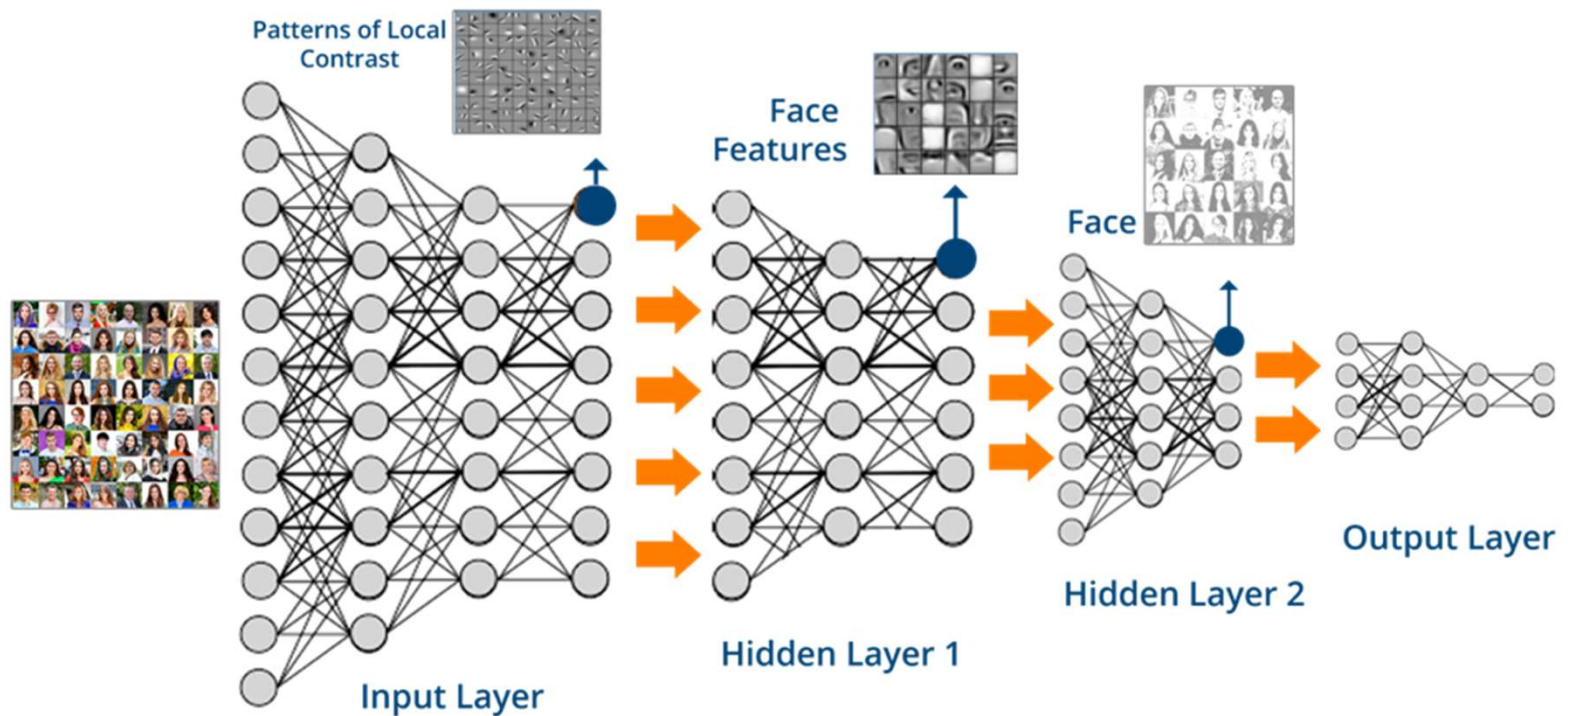 Patterns of Local
Contrast
Face
Features
Face
Input Layer
Hidden Layer 1
Hidden Layer 2
Output Layer